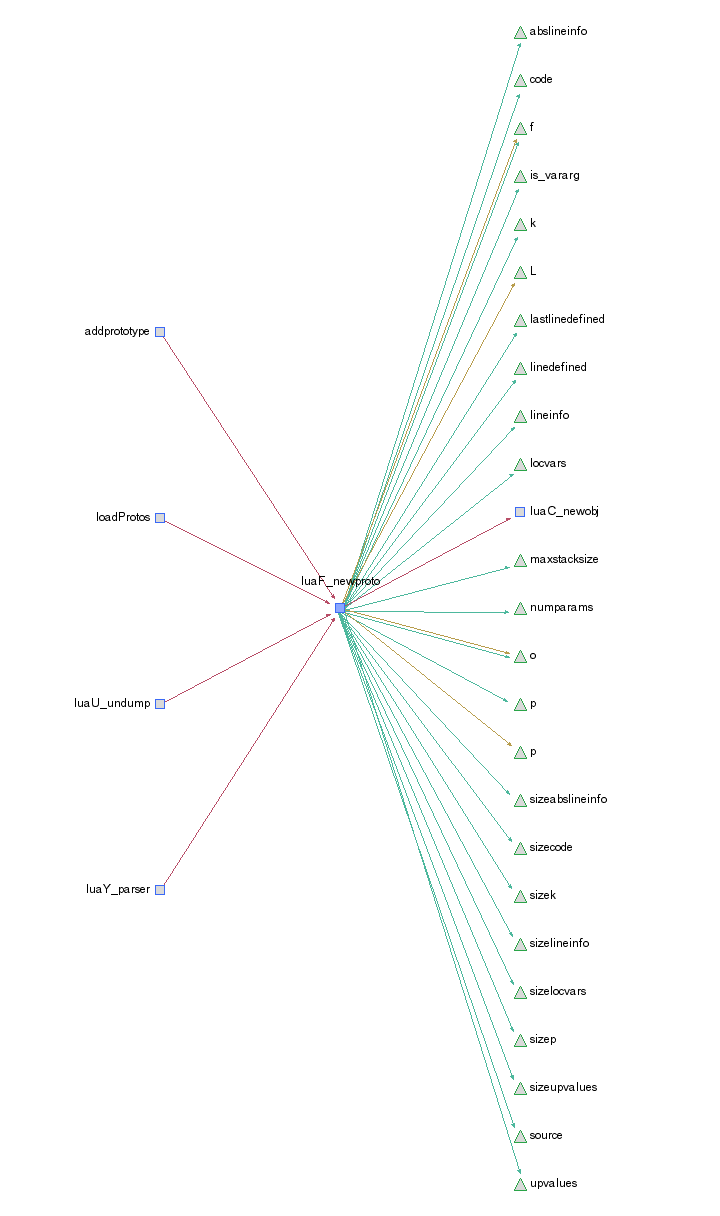 abslineinfo
code
f
is_vararg
k
L
addprototype
lastlinedefined
linedefined
lineinfo
locvars
loadProtos
luaC_newobj
maxstacksize
luaF_newproto
numparams
o
luaU_undump
p
p
sizeabslineinfo
sizecode
luaY_parser
sizek
sizelineinfo
sizelocvars
sizep
sizeupvalues
source
upvalues